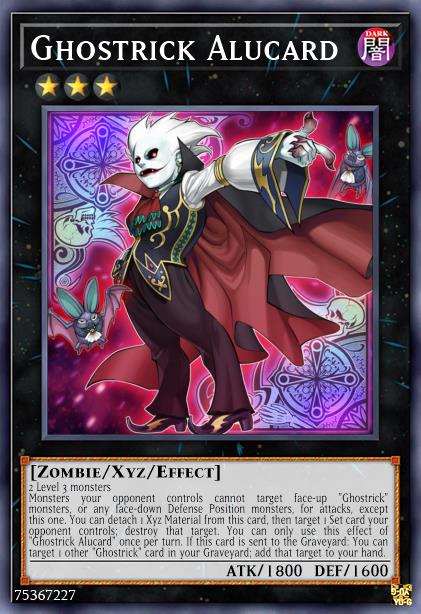 Ghostrick Alucard
DARK
闇
[Zombie/Xyz/Effect]
2 Level 3 monsters
Monsters your opponent controls cannot target face-up "Ghostrick"
monsters, or any face-down Defense Position monsters, for attacks, except
this one. You can detach 1 Xyz Material from this card, then target 1 Set card
your opponent controls; destroy that target. You can only use this effect of
"Ghostrick Alucard" once per turn. If this card is sent to the Graveyard: You can
target 1 other "Ghostrick" card in your Graveyard; add that target to your hand.
ATK/1800 DEF/1600
75367227